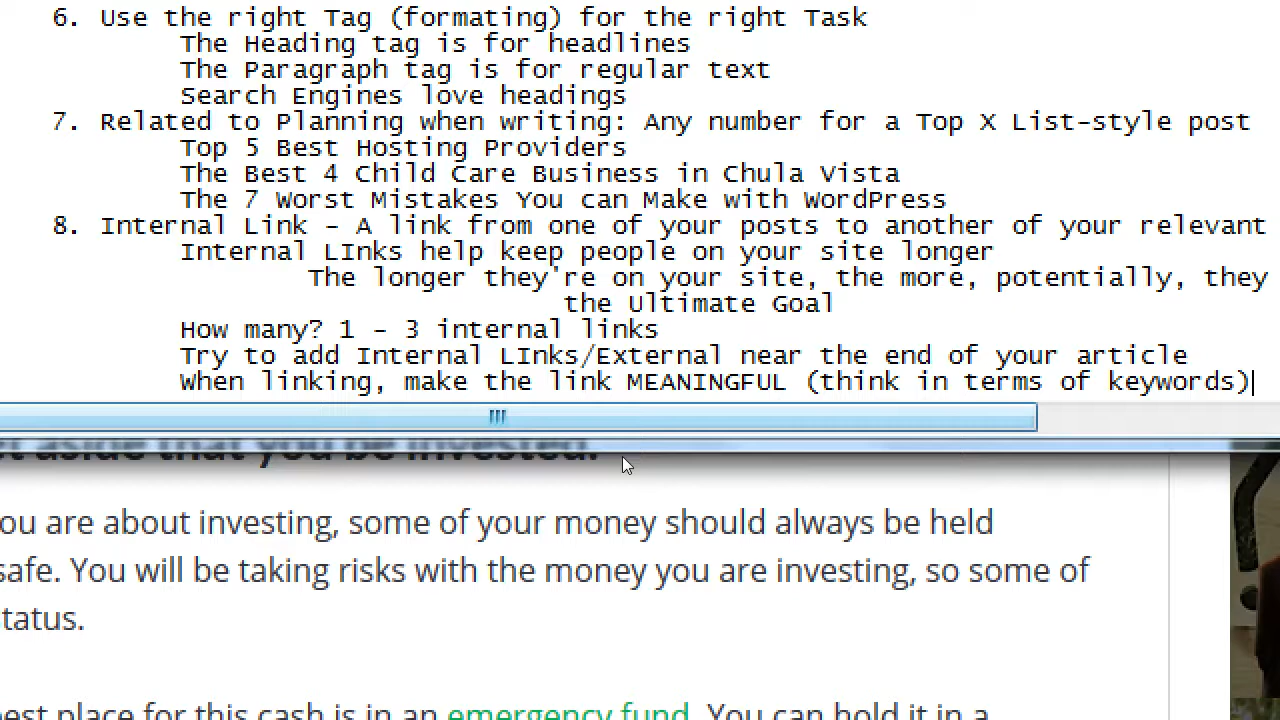 6. Use the right Tag (formating) for the right Task
The Heading tag is for headlines
The Paragraph tag is for regular text
Search Engines love headings
7. Related to Planning when writing: Any number for a Top X List-style post
Top 5 Best Hosting Providers
The Best 4 Child Care Business in Chula Vista
The 7 Worst Mistakes You can Make with WordPress
8. Internal Link - A link from one of your posts to another of your relevant
Internal LInks help keep people on your site longer
The longer they're on your site, the more, potentially, they
the Ultimate Goal
How many? 1 - 3 internal links
Try to add Internal LInks/External near the end of your article
When linking, make the link MEANINGFUL (think in terms of keywords)
aside that you be invested.
ou are about investing, some of your money should always be held
safe. You will be taking risks with the money you are investing, so some of
tatus.
est place for this cash is in an emergency fund. You can hold it in a